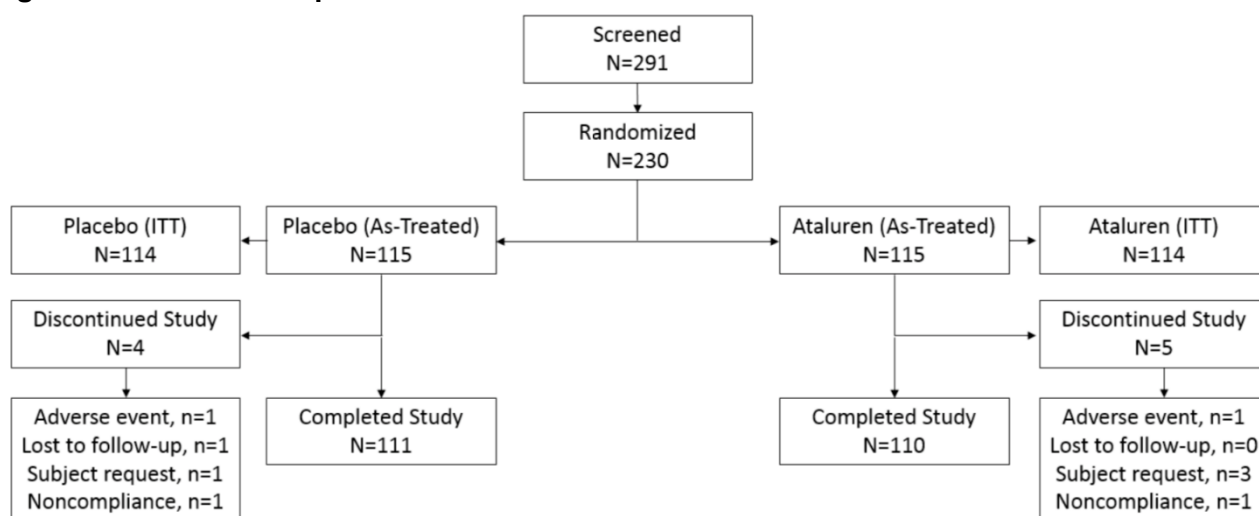 Screened
N=291
Randomized
N=230
Placebo (ITT)
N=114
Placebo (As-Treated)
N=115
Ataluren (As-Treated)
N=115
Ataluren (ITT)
N=114
Discontinued Study
N=4
Discontinued Study
N=5
Adverse event, n=1
Lost to follow-up, n=1
Subject request, n=1
Noncompliance, n=1
Completed Study
N=111
Completed Study
N=110
Adverse event, n=1
Lost to follow-up, n=0
Subject request, n=3
Noncompliance, n=1